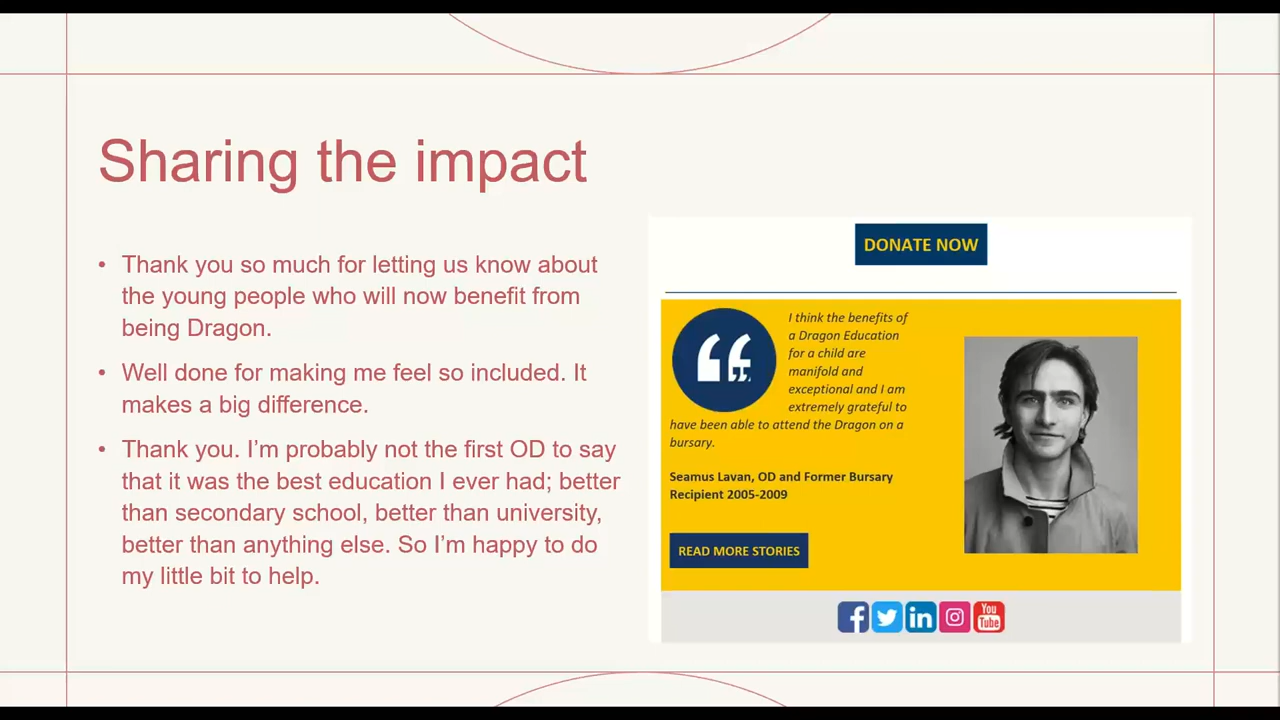 Sharing the impact
• Thank you so much for letting us know about
the young people who will now benefit from
being Dragon.
• Well done for making me feel so included. It
makes a big difference.
• Thank you. I’m probably not the first OD to say
that it was the best education I ever had; better
than secondary school, better than university,
better than anything else. So I’m happy to do
my little bit to help.
DONATE NOW
I think the benefits of
a Dragon Education
for a child are
manifold and
exceptional and I am
extremely grateful to
have been able to attend the Dragon on a
bursary.
Seamus Lavan, OD and Former Bursary
Recipient 2005-2009
READ MORE STORIES
You
Tube